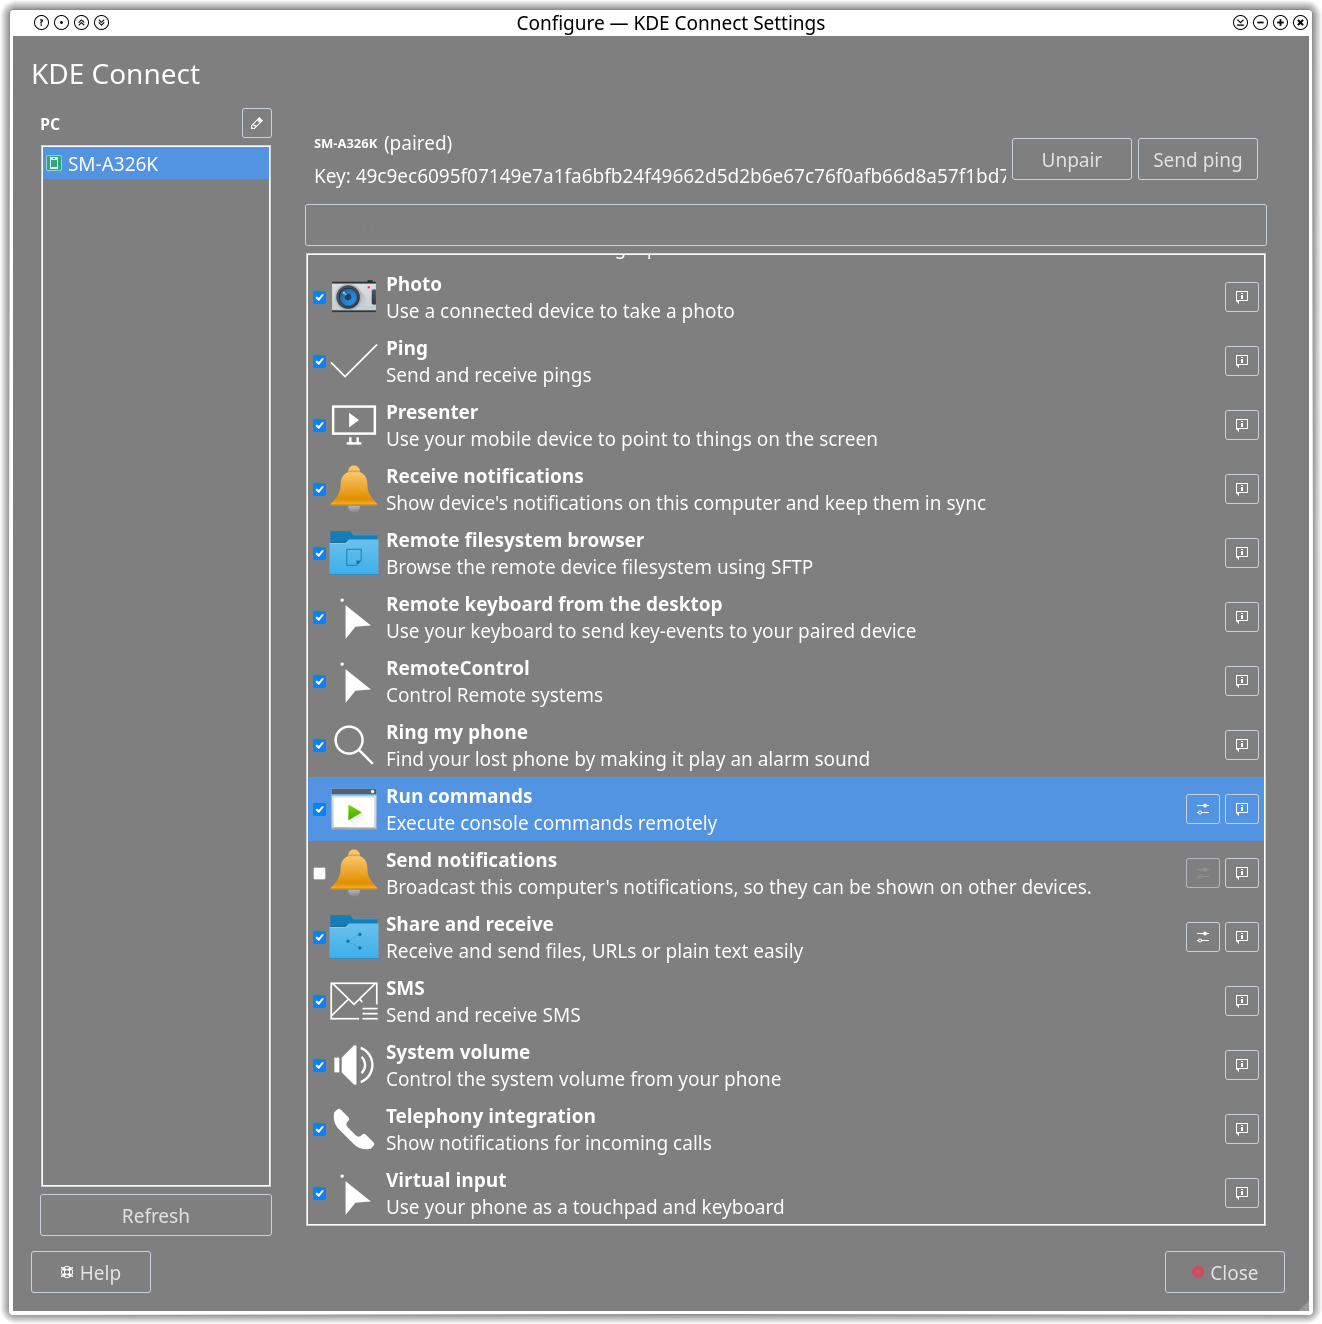 Configure — KDE Connect Settings
KDE Connect
PC
SM-A326K
SM-A326K (paired)
Key: 49c9ec6095f07149e7a1fa6bfb24f49662d5d2b6e67c76f0afb66d8a57f1bd7
Unpair
Send ping
Photo
Use a connected device to take a photo
Ping
Send and receive pings
Presenter
Use your mobile device to point to things on the screen
Receive notifications
Show device's notifications on this computer and keep them in sync
Remote filesystem browser
Browse the remote device filesystem using SFTP
Remote keyboard from the desktop
Use your keyboard to send key-events to your paired device
RemoteControl
Control Remote systems
Ring my phone
Find your lost phone by making it play an alarm sound
Run commands
Execute console commands remotely
Send notifications
Broadcast this computer's notifications, so they can be shown on other devices.
Share and receive
Receive and send files, URLs or plain text easily
SMS
Send and receive SMS
System volume
Control the system volume from your phone
Telephony integration
Show notifications for incoming calls
Virtual input
Use your phone as a touchpad and keyboard
Refresh
Help
Close